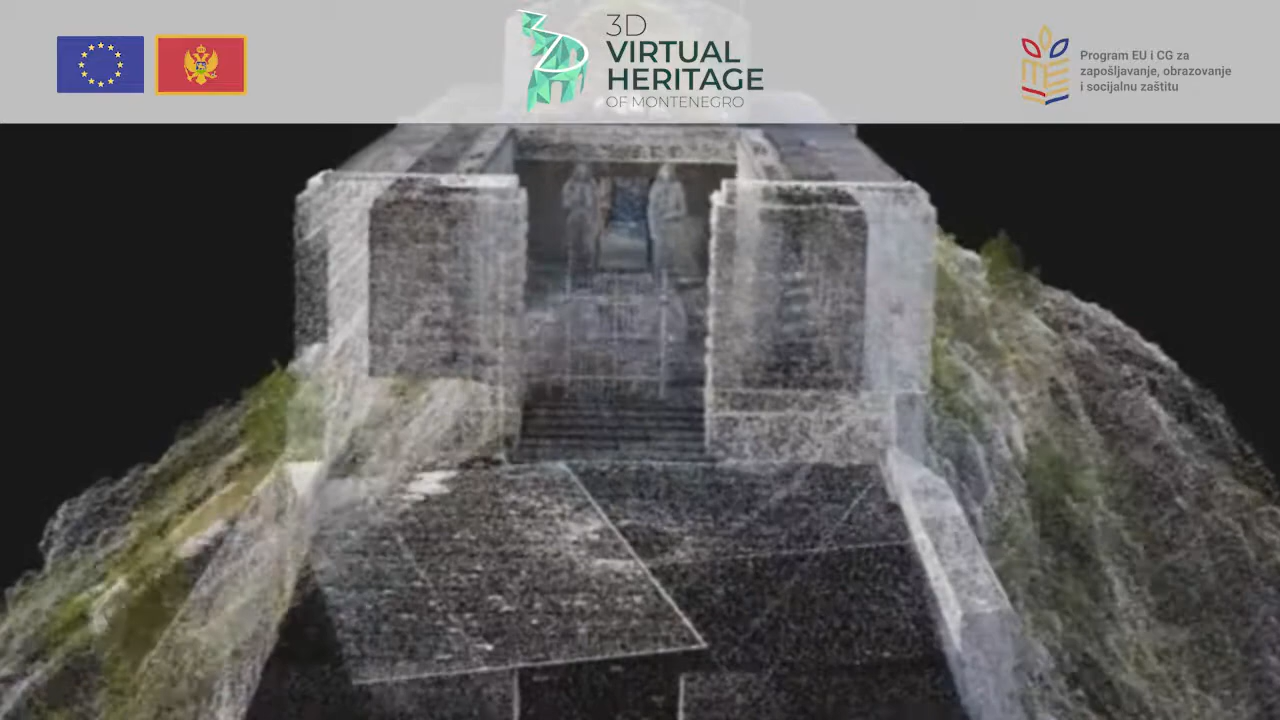 3D
VIRTUAL
HERITAGE
OF MONTENEGRO
Program EU i CG za
zapošljavanje, obrazovanje
i socijalnu zaštitu